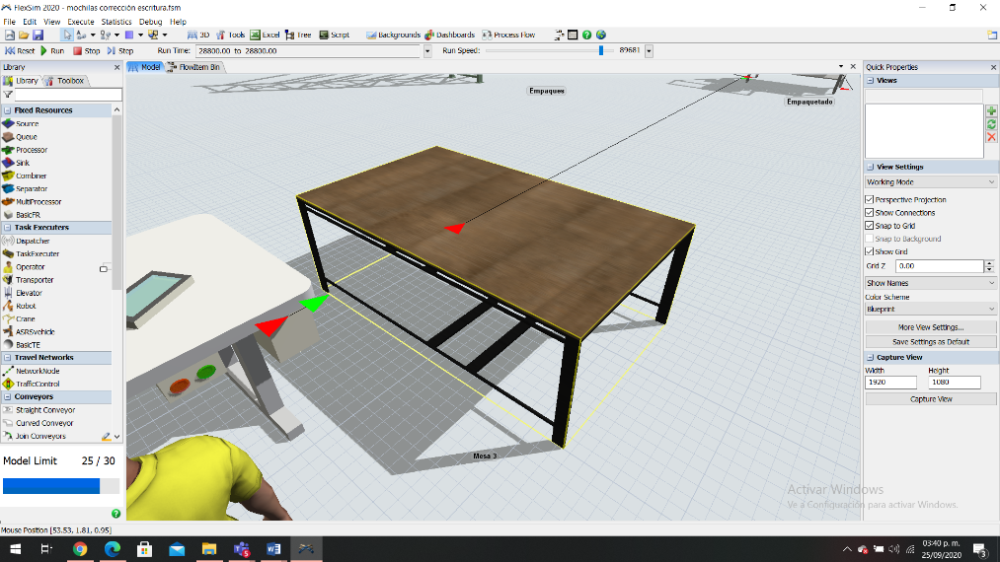 FlexSim 2020 - mochilas corrección escritura.fsm
File Edit View Execute Statistics Debug Help
3D Tools Excel Tree Script Backgrounds Dashboards Process Flow
Reset Run Stop Step Run Time: 28800.00 to 28800.00 Run Speed: 89681
Library
Library Toolbox
Fixed Resources
Source
Queue
Processor
Sink
Combiner
Separator
MultiProcessor
BasicFR
Task Executers
Dispatcher
TaskExecuter
Operator
Transporter
Elevator
Robot
Crane
ASRSvehicle
BasicTE
Travel Networks
NetworkNode
TrafficControl
Conveyors
Straight Conveyor
Curved Conveyor
Join Conveyors
Model Limit 25 / 30
Model FlowItem Bin
Empaques
Empaquetado
Mesa 3
Activar Windows
Ve a Configuración para activar Windows.
Quick Properties
Views
View Settings
Working Mode
Perspective Projection
Show Connections
Snap to Grid
Snap to Background
Show Grid
Grid Z 0.00
Show Names
Color Scheme
Blueprint
More View Settings...
Save Settings as Default
Capture View
Width Height
1920 1080
Capture View
Mouse Position [53.53, 1.81, 0.95]
03:40 p. m.
25/09/2020
5
3